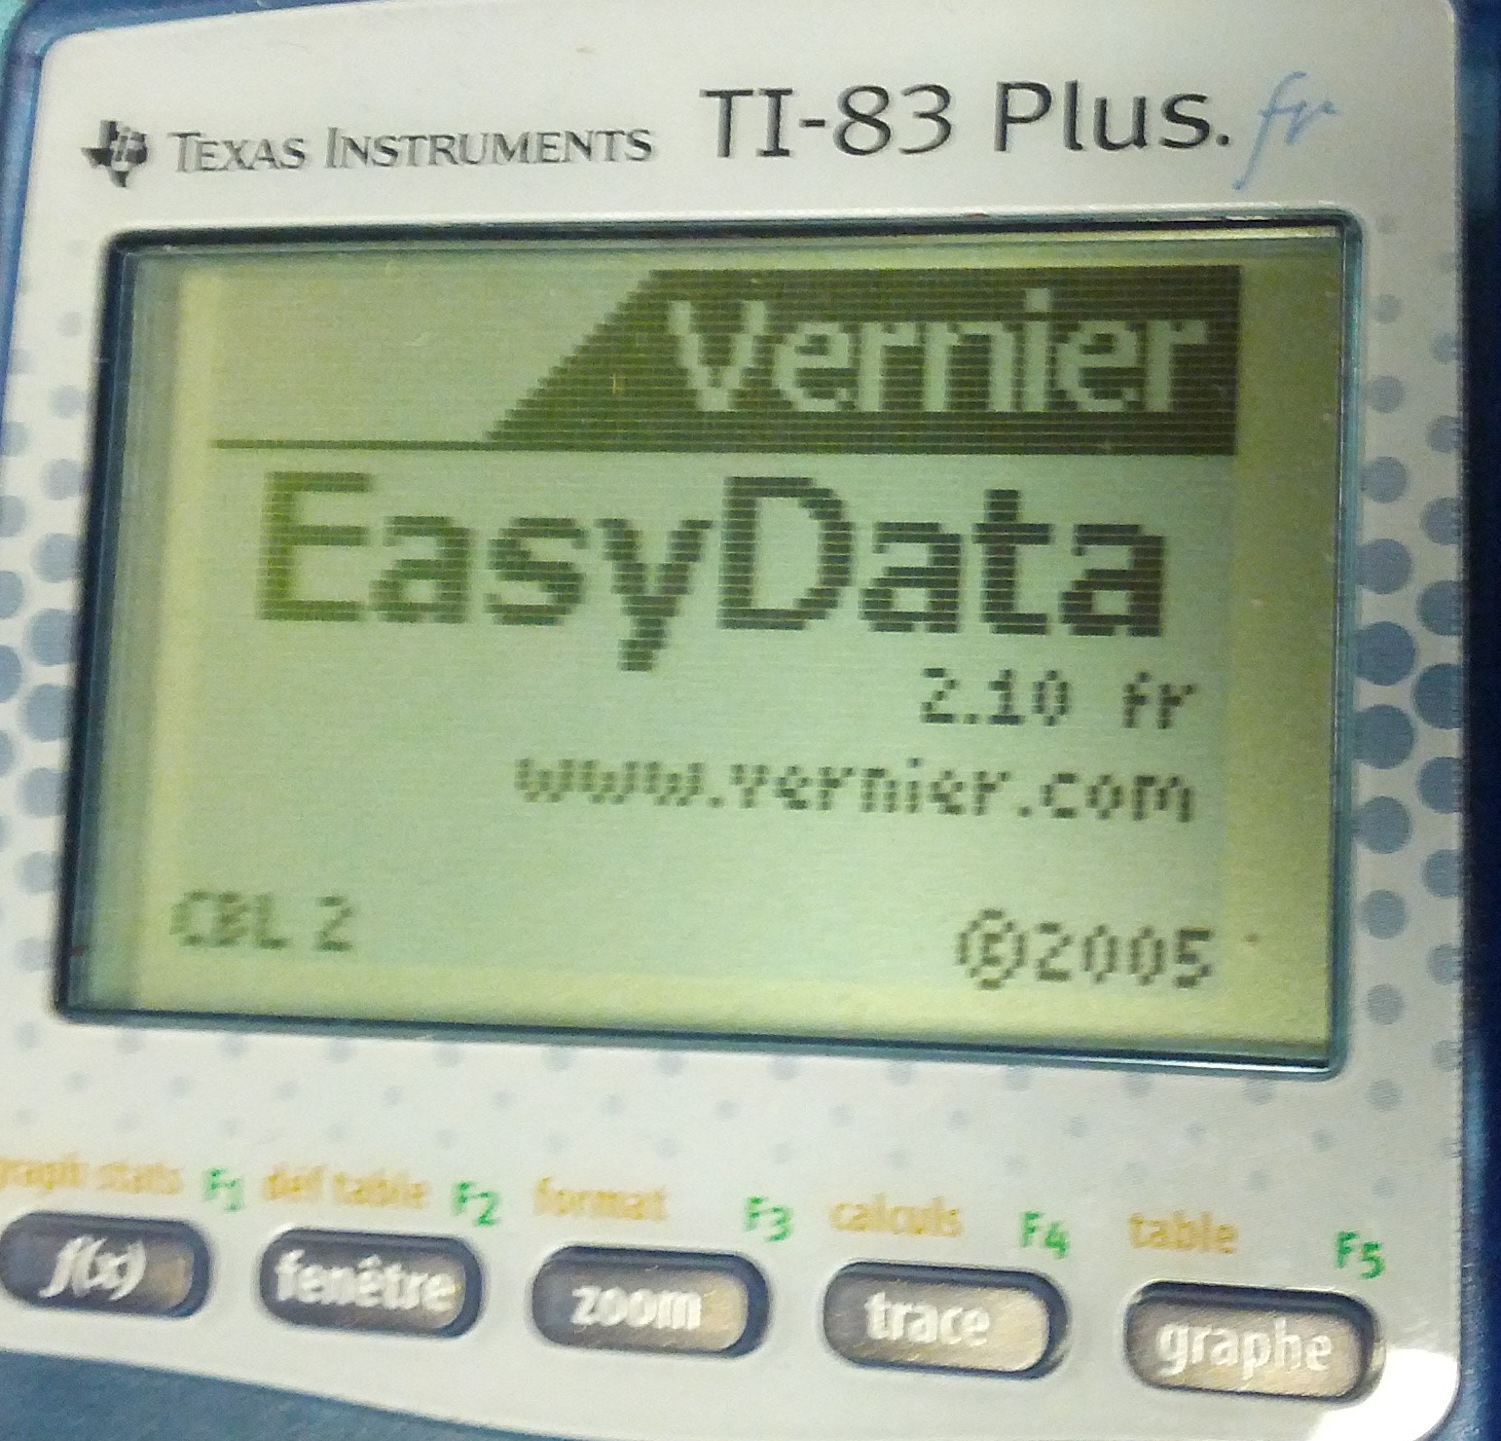 TEXAS INSTRUMENTS TI-83 Plus.fr
Vernier
EasyData
2.10 fr
www.vernier.com
CBL 2 ©2005
graph stats F1 déf table F2 format F3 calculs F4 table F5
f(x) fenêtre zoom trace graphe